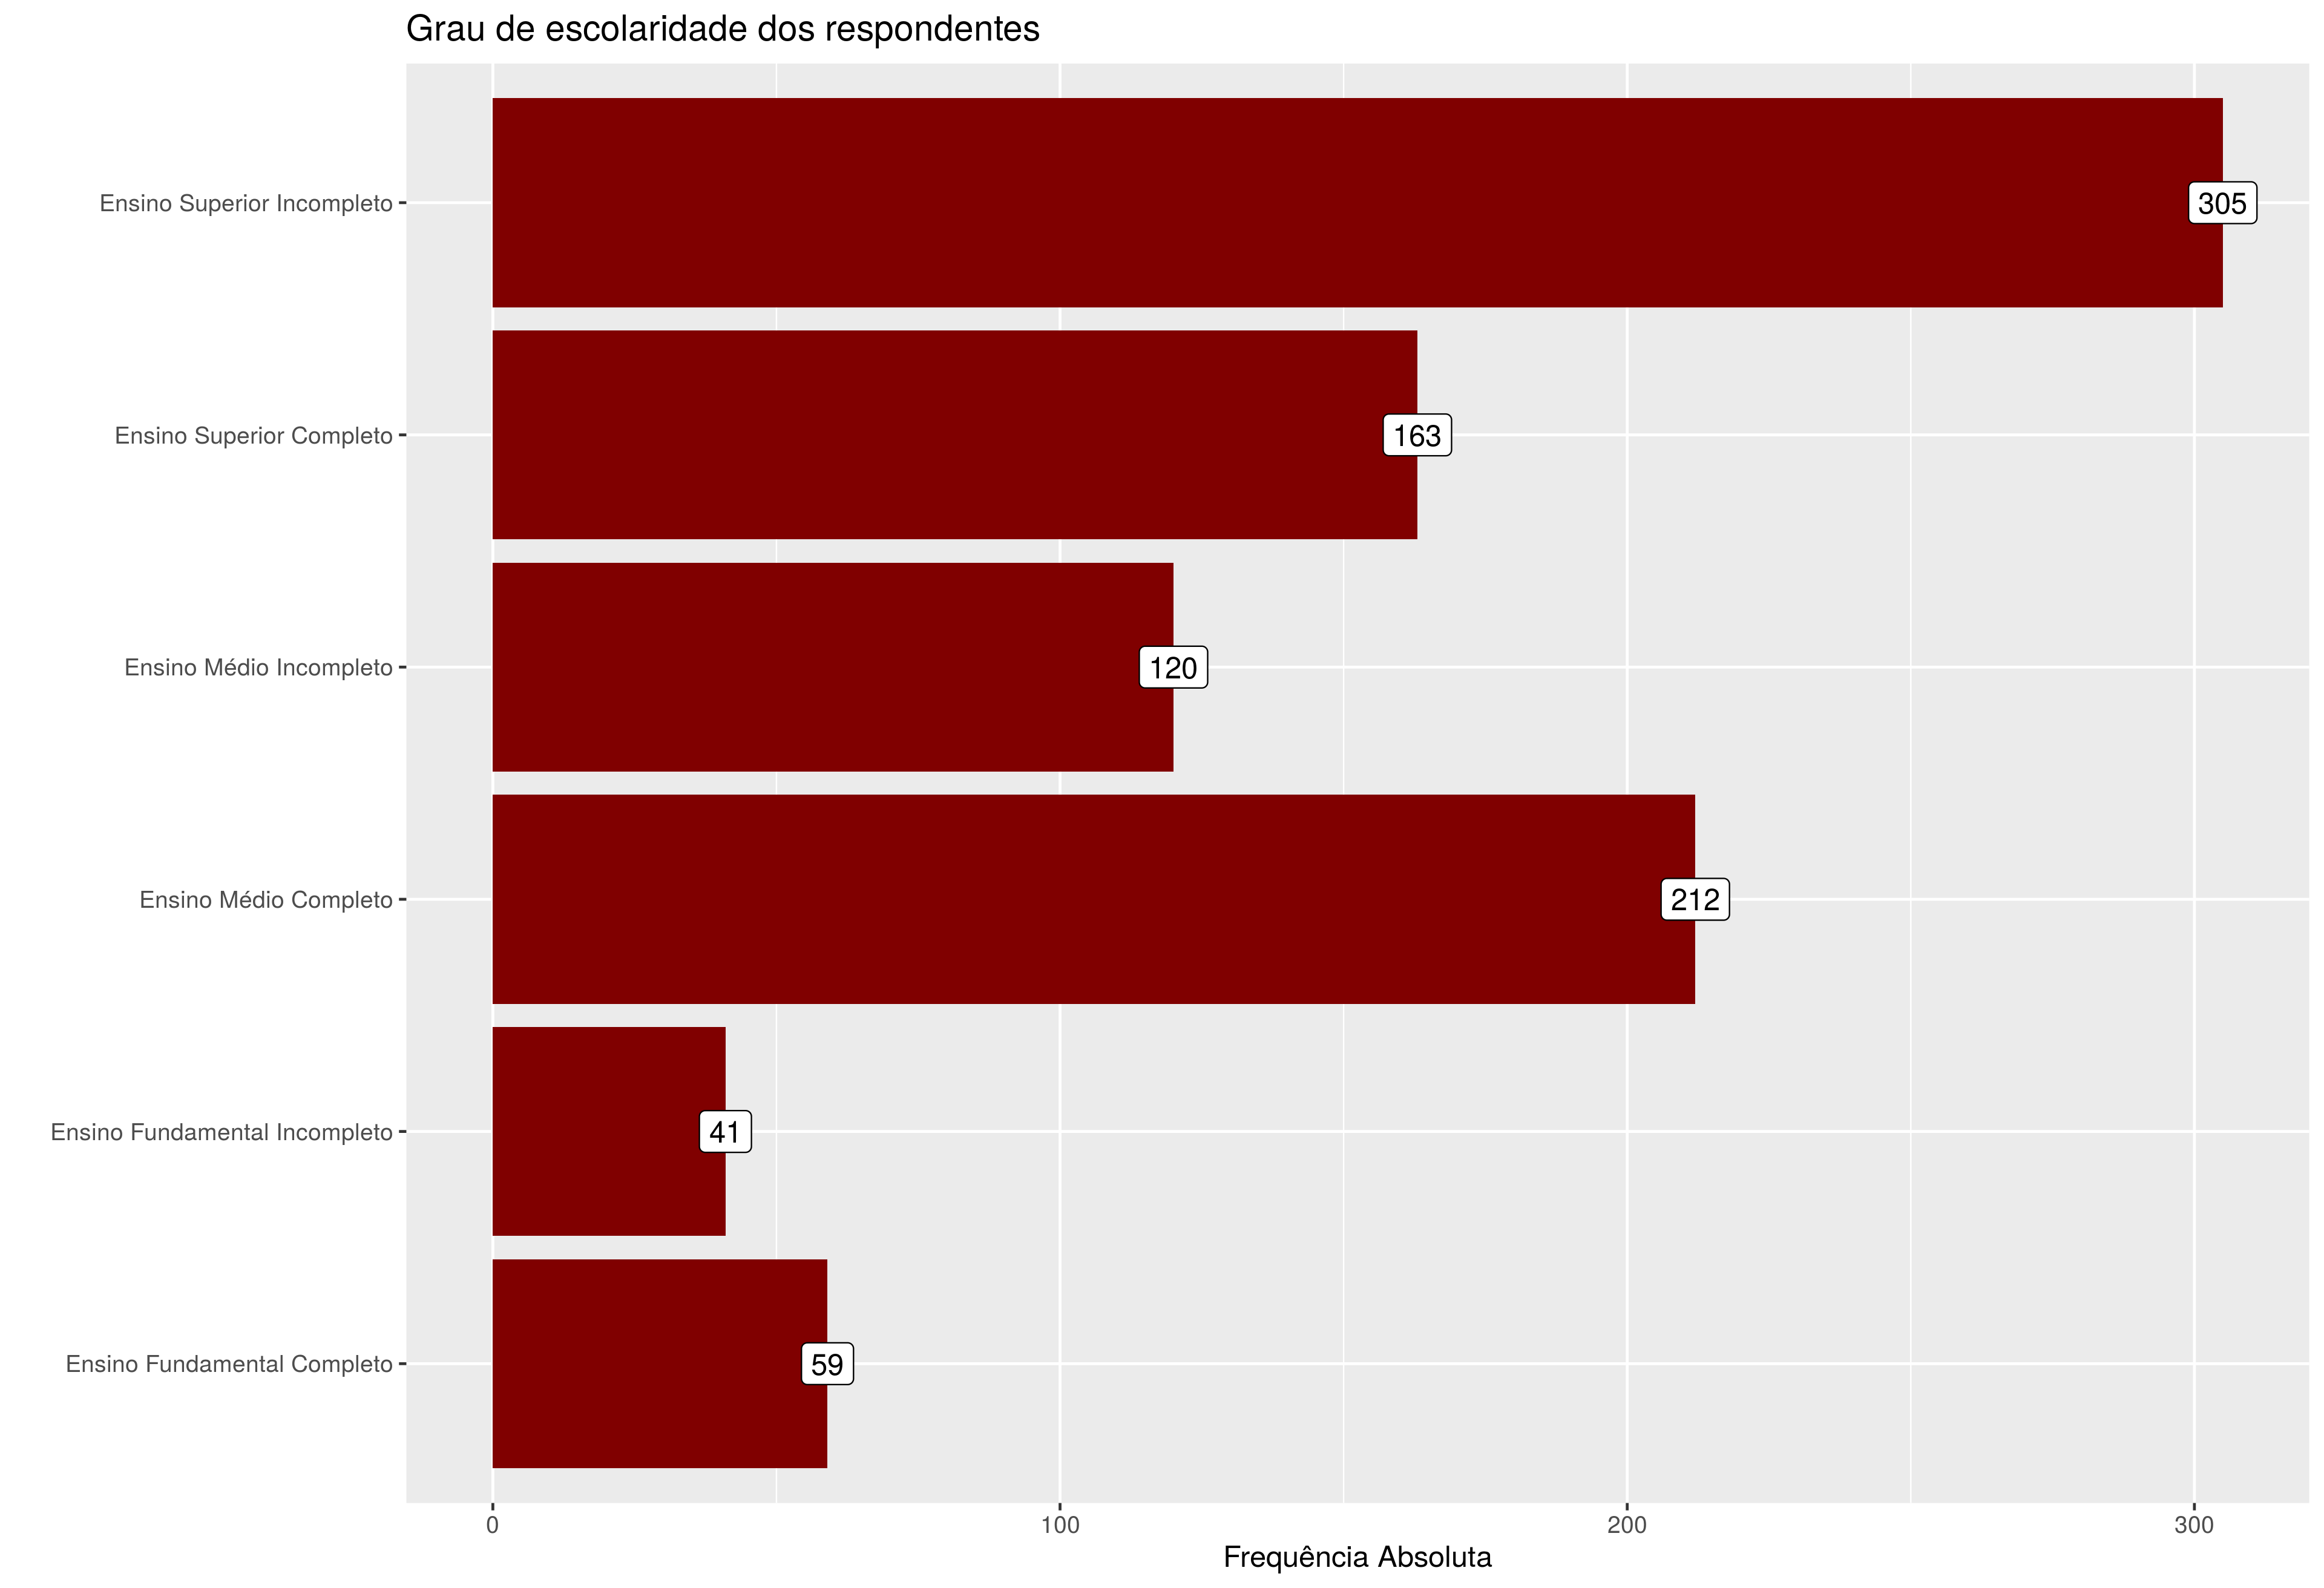 Grau de escolaridade dos respondentes
Ensino Superior Incompleto
305
Ensino Superior Completo
163
Ensino Médio Incompleto
120
Ensino Médio Completo
212
Ensino Fundamental Incompleto
41
Ensino Fundamental Completo
59
0 100 200 300
Frequência Absoluta